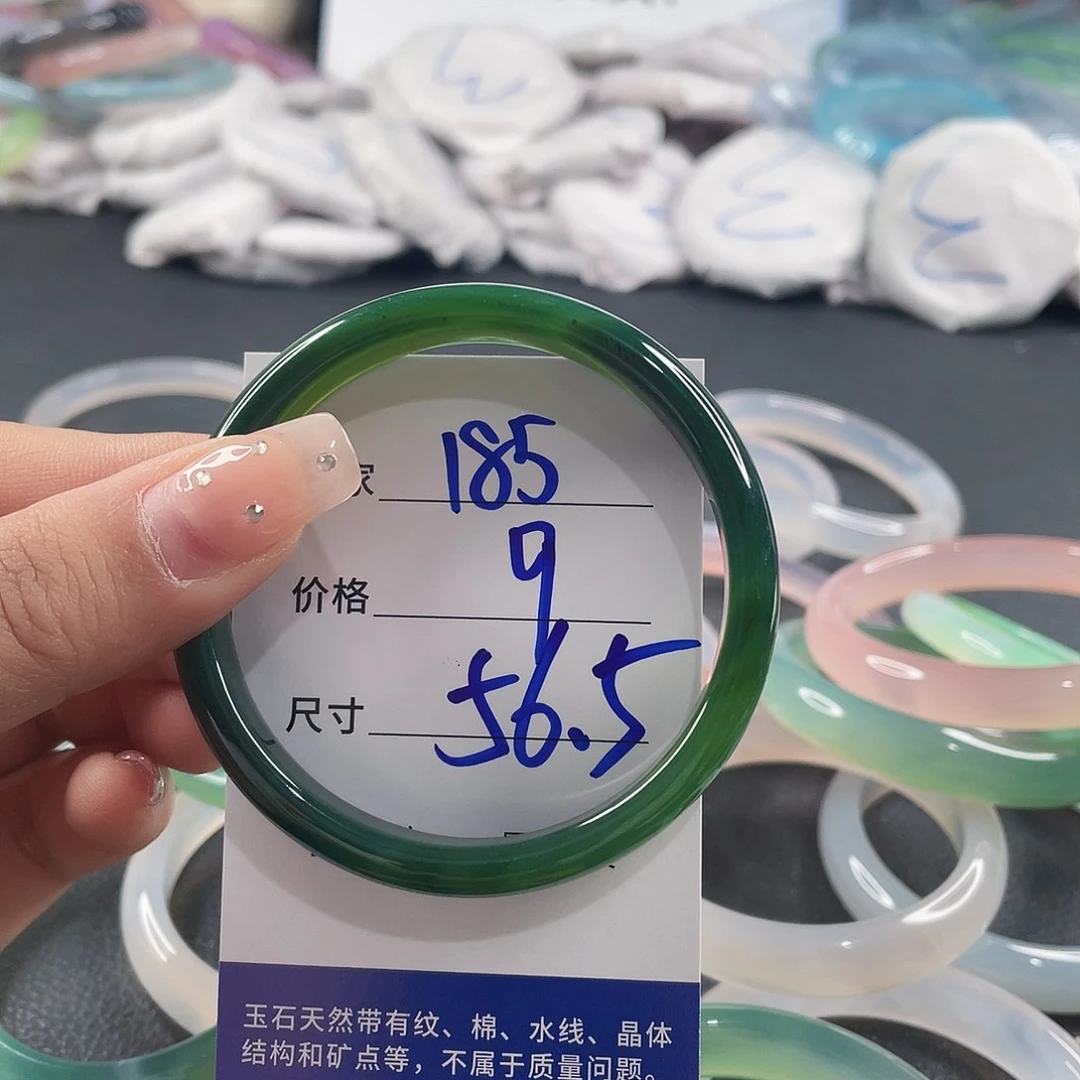 家 185
价格 9
尺寸 56.5
玉石天然带有纹、棉、水线、晶体
结构和矿点等，不属于质量问题。